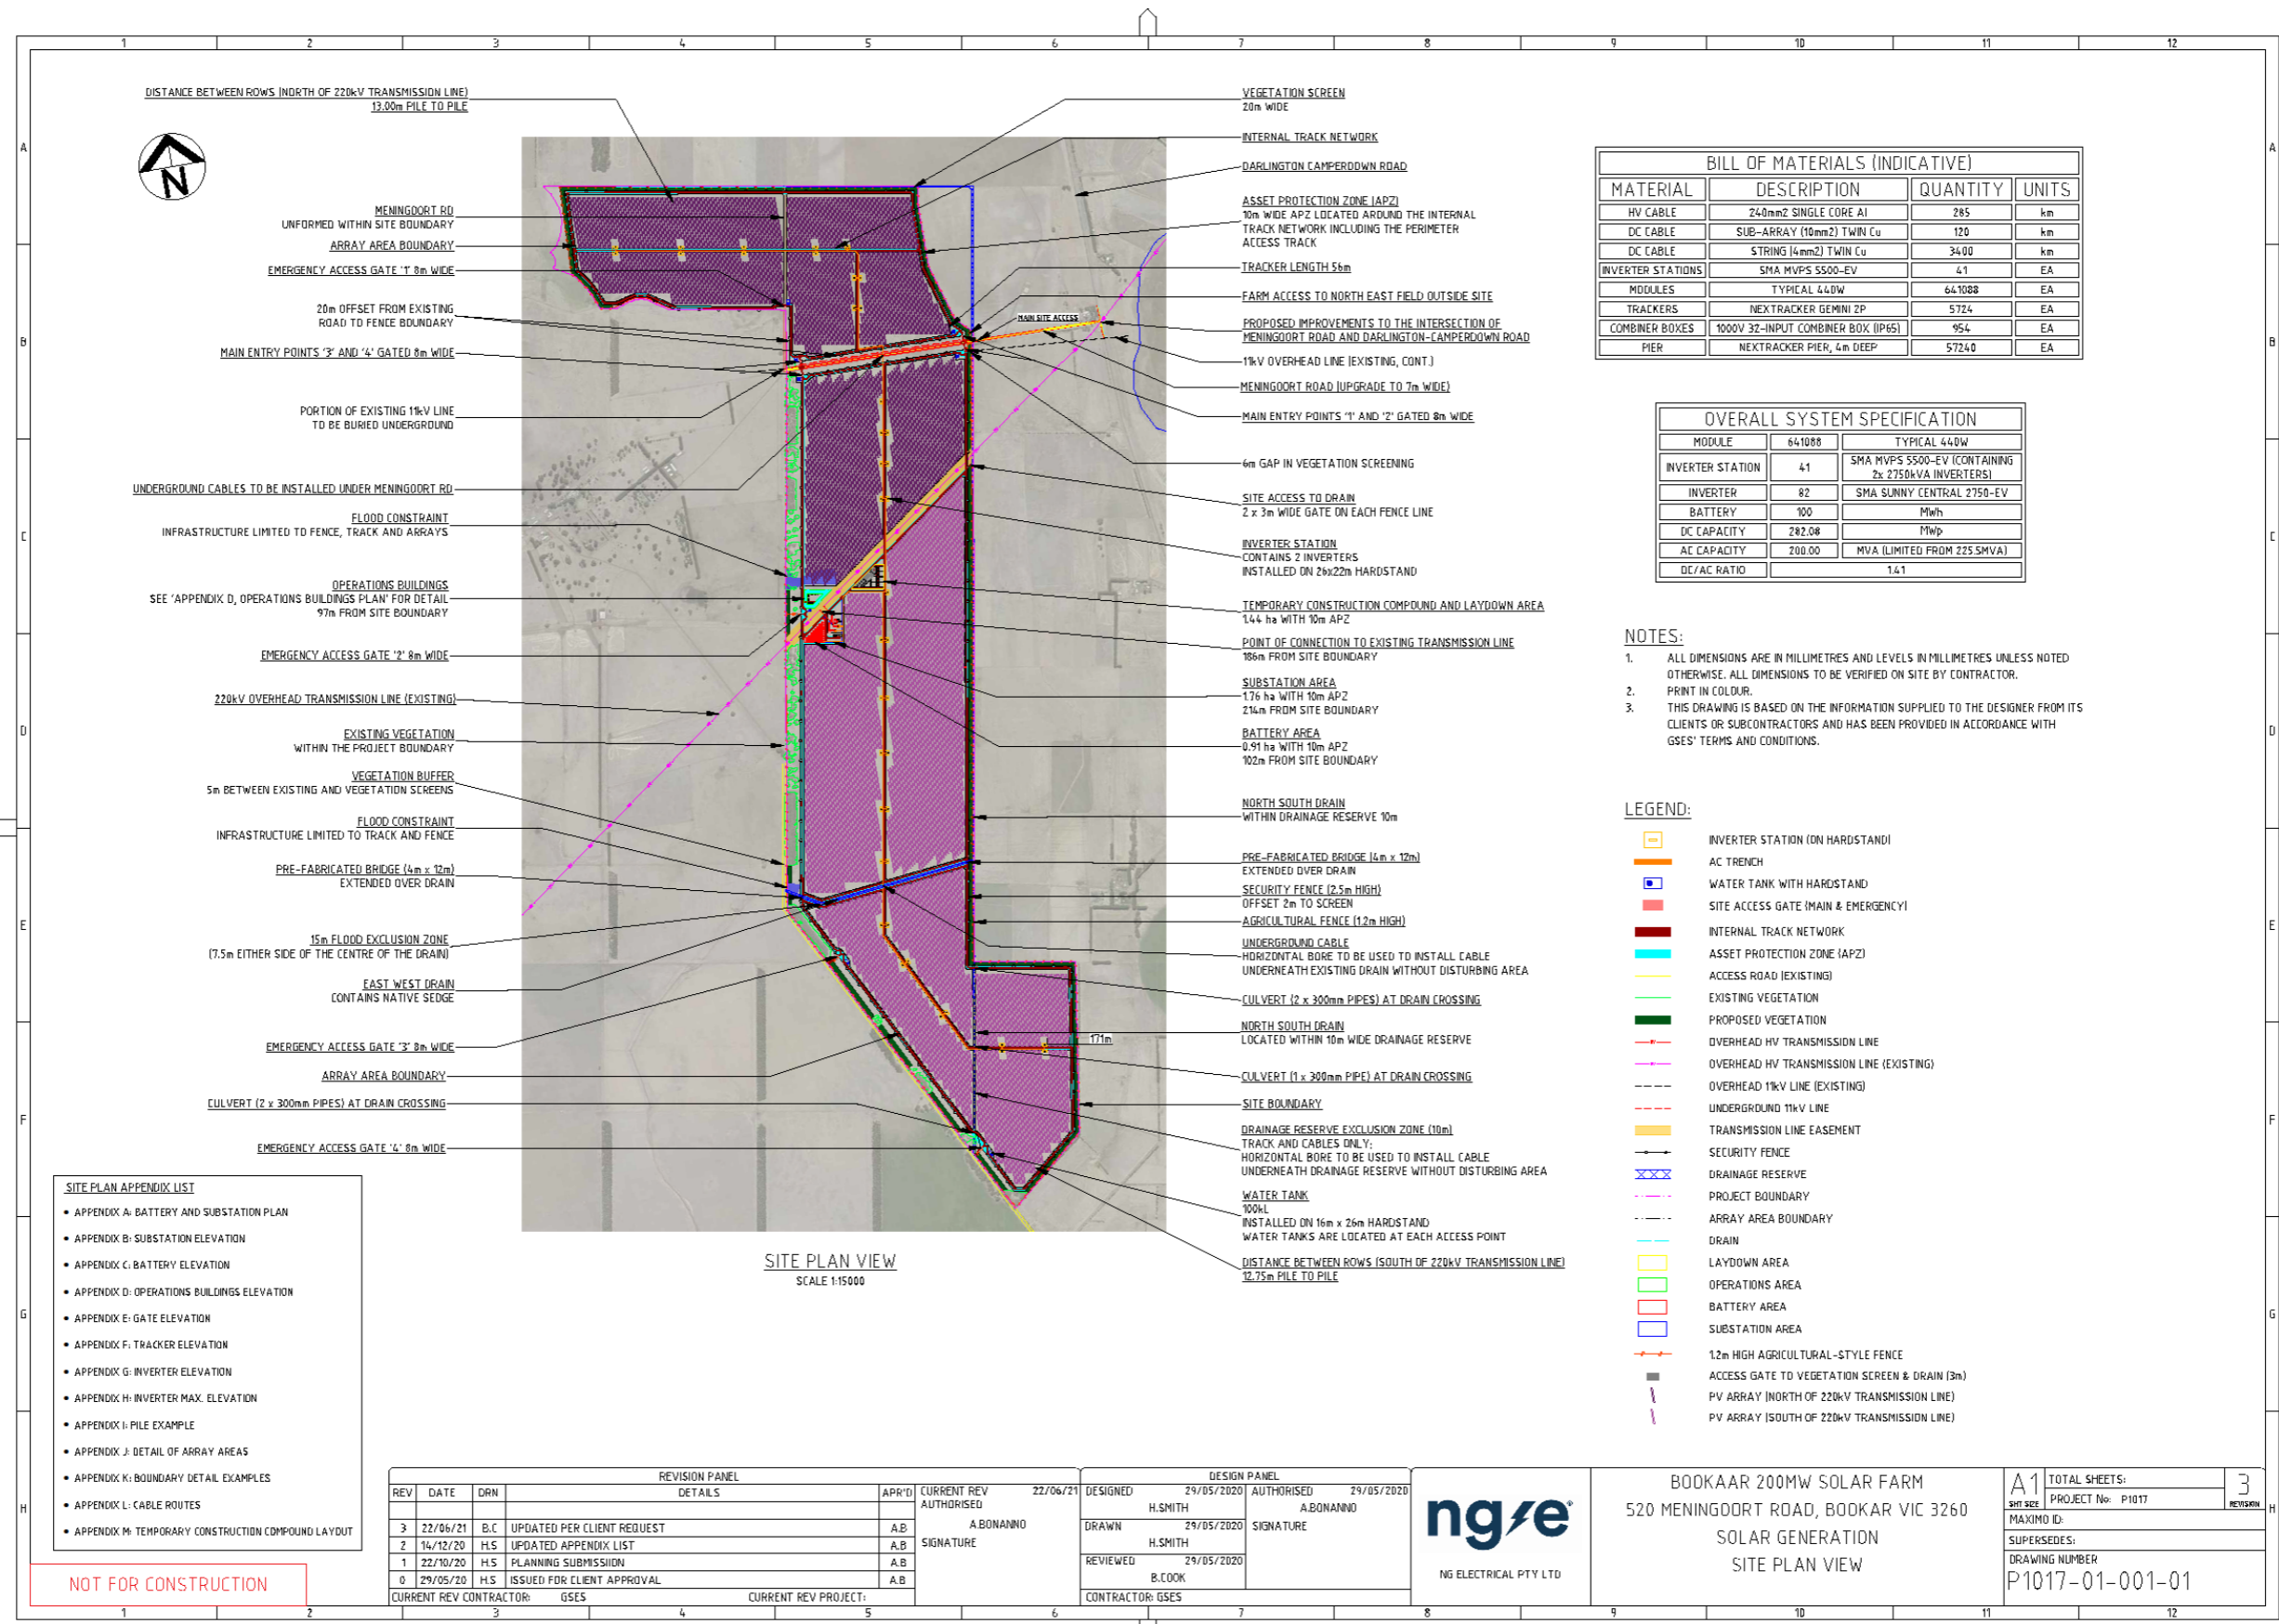 DISTANCE BETWEEN ROWS (NORTH OF 220kV TRANSMISSION LINE)
13.00m PILE TO PILE
N
MENINGOORT RD
UNFORMED WITHIN SITE BOUNDARY
ARRAY AREA BOUNDARY
EMERGENCY ACCESS GATE '1' 8m WIDE
20m OFFSET FROM EXISTING
ROAD TO FENCE BOUNDARY
MAIN ENTRY POINTS '3' AND '4' GATED 8m WIDE
PORTION OF EXISTING 11kV LINE
TO BE BURIED UNDERGROUND
UNDERGROUND CABLES TO BE INSTALLED UNDER MENINGOORT RD
FLOOD CONSTRAINT
INFRASTRUCTURE LIMITED TO FENCE, TRACK AND ARRAYS
OPERATIONS BUILDINGS
SEE 'APPENDIX D, OPERATIONS BUILDINGS PLAN' FOR DETAIL
97m FROM SITE BOUNDARY
EMERGENCY ACCESS GATE '2' 8m WIDE
220kV OVERHEAD TRANSMISSION LINE (EXISTING)
EXISTING VEGETATION
WITHIN THE PROJECT BOUNDARY
VEGETATION BUFFER
5m BETWEEN EXISTING AND VEGETATION SCREENS
FLOOD CONSTRAINT
INFRASTRUCTURE LIMITED TO TRACK AND FENCE
PRE-FABRICATED BRIDGE (4m x 12m)
EXTENDED OVER DRAIN
15m FLOOD EXCLUSION ZONE
(7.5m EITHER SIDE OF THE CENTRE OF THE DRAIN)
EAST WEST DRAIN
CONTAINS NATIVE SEDGE
EMERGENCY ACCESS GATE '3' 8m WIDE
ARRAY AREA BOUNDARY
CULVERT (2 x 300mm PIPES) AT DRAIN CROSSING
EMERGENCY ACCESS GATE '4' 8m WIDE
MAIN SITE ACCESS
171m
SITE PLAN VIEW
SCALE 1:15000
VEGETATION SCREEN
20m WIDE
INTERNAL TRACK NETWORK
DARLINGTON CAMPERDOWN ROAD
ASSET PROTECTION ZONE (APZ)
10m WIDE APZ LOCATED AROUND THE INTERNAL
TRACK NETWORK INCLUDING THE PERIMETER
ACCESS TRACK
TRACKER LENGTH 56m
FARM ACCESS TO NORTH EAST FIELD OUTSIDE SITE
PROPOSED IMPROVEMENTS TO THE INTERSECTION OF
MENINGOORT ROAD AND DARLINGTON-CAMPERDOWN ROAD
11kV OVERHEAD LINE (EXISTING, CONT.)
MENINGOORT ROAD (UPGRADE TO 7m WIDE)
MAIN ENTRY POINTS '1' AND '2' GATED 8m WIDE
6m GAP IN VEGETATION SCREENING
SITE ACCESS TO DRAIN
2 x 3m WIDE GATE ON EACH FENCE LINE
INVERTER STATION
CONTAINS 2 INVERTERS
INSTALLED ON 26x22m HARDSTAND
TEMPORARY CONSTRUCTION COMPOUND AND LAYDOWN AREA
1.44 ha WITH 10m APZ
POINT OF CONNECTION TO EXISTING TRANSMISSION LINE
186m FROM SITE BOUNDARY
SUBSTATION AREA
1.76 ha WITH 10m APZ
214m FROM SITE BOUNDARY
BATTERY AREA
0.91 ha WITH 10m APZ
102m FROM SITE BOUNDARY
NORTH SOUTH DRAIN
WITHIN DRAINAGE RESERVE 10m
PRE-FABRICATED BRIDGE (4m x 12m)
EXTENDED OVER DRAIN
SECURITY FENCE (2.5m HIGH)
OFFSET 2m TO SCREEN
AGRICULTURAL FENCE (1.2m HIGH)
UNDERGROUND CABLE
HORIZONTAL BORE TO BE USED TO INSTALL CABLE
UNDERNEATH EXISTING DRAIN WITHOUT DISTURBING AREA
CULVERT (2 x 300mm PIPES) AT DRAIN CROSSING
NORTH SOUTH DRAIN
LOCATED WITHIN 10m WIDE DRAINAGE RESERVE
CULVERT (1 x 300mm PIPE) AT DRAIN CROSSING
SITE BOUNDARY
DRAINAGE RESERVE EXCLUSION ZONE (10m)
TRACK AND CABLES ONLY;
HORIZONTAL BORE TO BE USED TO INSTALL CABLE
UNDERNEATH DRAINAGE RESERVE WITHOUT DISTURBING AREA
WATER TANK
100kL
INSTALLED ON 16m x 26m HARDSTAND
WATER TANKS ARE LOCATED AT EACH ACCESS POINT
DISTANCE BETWEEN ROWS (SOUTH OF 220kV TRANSMISSION LINE)
12.75m PILE TO PILE
BILL OF MATERIALS (INDICATIVE)
MATERIAL DESCRIPTION QUANTITY UNITS
HV CABLE 240mm2 SINGLE CORE Al 285 km
DC CABLE SUB-ARRAY (10mm2) TWIN Cu 120 km
DC CABLE STRING (4mm2) TWIN Cu 3400 km
INVERTER STATIONS SMA MVPS 5500-EV 41 EA
MODULES TYPICAL 440W 641088 EA
TRACKERS NEXTRACKER GEMINI 2P 5724 EA
COMBINER BOXES 1000V 32-INPUT COMBINER BOX (IP65) 954 EA
PIER NEXTRACKER PIER, 4m DEEP 57240 EA
OVERALL SYSTEM SPECIFICATION
MODULE 641088 TYPICAL 440W
INVERTER STATION 41 SMA MVPS 5500-EV (CONTAINING
2x 2750kVA INVERTERS)
INVERTER 82 SMA SUNNY CENTRAL 2750-EV
BATTERY 100 MWh
DC CAPACITY 282.08 MWp
AC CAPACITY 200.00 MVA (LIMITED FROM 225.5MVA)
DC/AC RATIO 1.41
NOTES:
1. ALL DIMENSIONS ARE IN MILLIMETRES AND LEVELS IN MILLIMETRES UNLESS NOTED
OTHERWISE. ALL DIMENSIONS TO BE VERIFIED ON SITE BY CONTRACTOR.
2. PRINT IN COLOUR.
3. THIS DRAWING IS BASED ON THE INFORMATION SUPPLIED TO THE DESIGNER FROM ITS
CLIENTS OR SUBCONTRACTORS AND HAS BEEN PROVIDED IN ACCORDANCE WITH
GSES' TERMS AND CONDITIONS.
LEGEND:
INVERTER STATION (ON HARDSTAND)
AC TRENCH
WATER TANK WITH HARDSTAND
SITE ACCESS GATE (MAIN & EMERGENCY)
INTERNAL TRACK NETWORK
ASSET PROTECTION ZONE (APZ)
ACCESS ROAD (EXISTING)
EXISTING VEGETATION
PROPOSED VEGETATION
OVERHEAD HV TRANSMISSION LINE
OVERHEAD HV TRANSMISSION LINE (EXISTING)
OVERHEAD 11kV LINE (EXISTING)
UNDERGROUND 11kV LINE
TRANSMISSION LINE EASEMENT
SECURITY FENCE
DRAINAGE RESERVE
PROJECT BOUNDARY
ARRAY AREA BOUNDARY
DRAIN
LAYDOWN AREA
OPERATIONS AREA
BATTERY AREA
SUBSTATION AREA
1.2m HIGH AGRICULTURAL-STYLE FENCE
ACCESS GATE TO VEGETATION SCREEN & DRAIN (3m)
PV ARRAY (NORTH OF 220kV TRANSMISSION LINE)
PV ARRAY (SOUTH OF 220kV TRANSMISSION LINE)
SITE PLAN APPENDIX LIST
• APPENDIX A: BATTERY AND SUBSTATION PLAN
• APPENDIX B: SUBSTATION ELEVATION
• APPENDIX C: BATTERY ELEVATION
• APPENDIX D: OPERATIONS BUILDINGS ELEVATION
• APPENDIX E: GATE ELEVATION
• APPENDIX F: TRACKER ELEVATION
• APPENDIX G: INVERTER ELEVATION
• APPENDIX H: INVERTER MAX. ELEVATION
• APPENDIX I: PILE EXAMPLE
• APPENDIX J: DETAIL OF ARRAY AREAS
• APPENDIX K: BOUNDARY DETAIL EXAMPLES
• APPENDIX L: CABLE ROUTES
• APPENDIX M: TEMPORARY CONSTRUCTION COMPOUND LAYOUT
NOT FOR CONSTRUCTION
REVISION PANEL
REV DATE DRN DETAILS APR'D
3 22/06/21 B.C UPDATED PER CLIENT REQUEST A.B
2 14/12/20 H.S UPDATED APPENDIX LIST A.B
1 22/10/20 H.S PLANNING SUBMISSIION A.B
0 29/05/20 H.S ISSUED FOR CLIENT APPROVAL A.B
CURRENT REV CONTRACTOR: GSES CURRENT REV PROJECT:
CURRENT REV 22/06/21
AUTHORISED
A.BONANNO
SIGNATURE
DESIGN PANEL
DESIGNED 29/05/2020 AUTHORISED 29/05/2020
H.SMITH A.BONANNO
DRAWN 29/05/2020 SIGNATURE
H.SMITH
REVIEWED 29/05/2020
B.COOK
CONTRACTOR: GSES
ng e
NG ELECTRICAL PTY LTD
BOOKAAR 200MW SOLAR FARM
520 MENINGOORT ROAD, BOOKAR VIC 3260
SOLAR GENERATION
SITE PLAN VIEW
A1 TOTAL SHEETS: 3
SHT SIZE PROJECT No: P1017 REVISION
MAXIMO ID:
SUPERSEDES:
DRAWING NUMBER
P1017-01-001-01
1 2 3 4 5 6 7 8 9 10 11 12
A B C D E F G H
A B C D E F G H
1 2 3 4 5 6 7 8 9 10 11 12